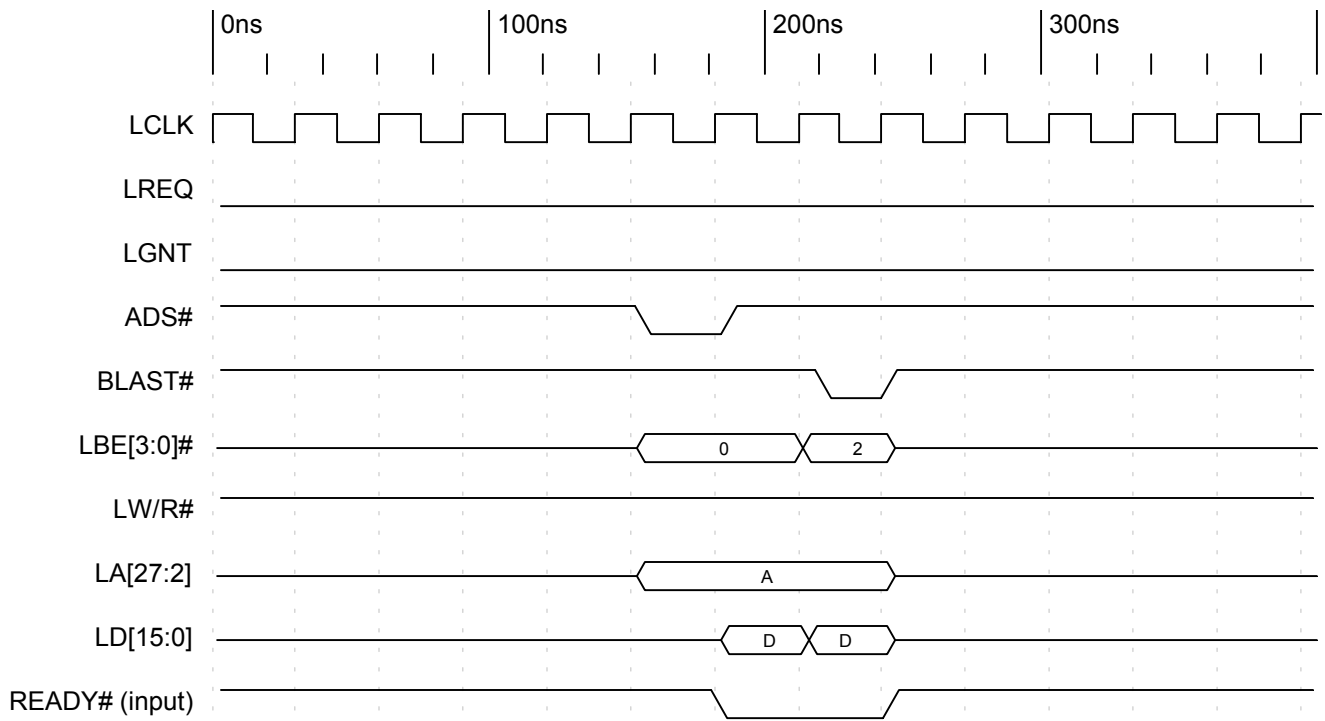 0ns 100ns 200ns 300ns
LCLK
LREQ
LGNT
ADS#
BLAST#
LBE[3:0]# 0 2
LW/R#
LA[27:2] A
LD[15:0] D D
READY# (input)